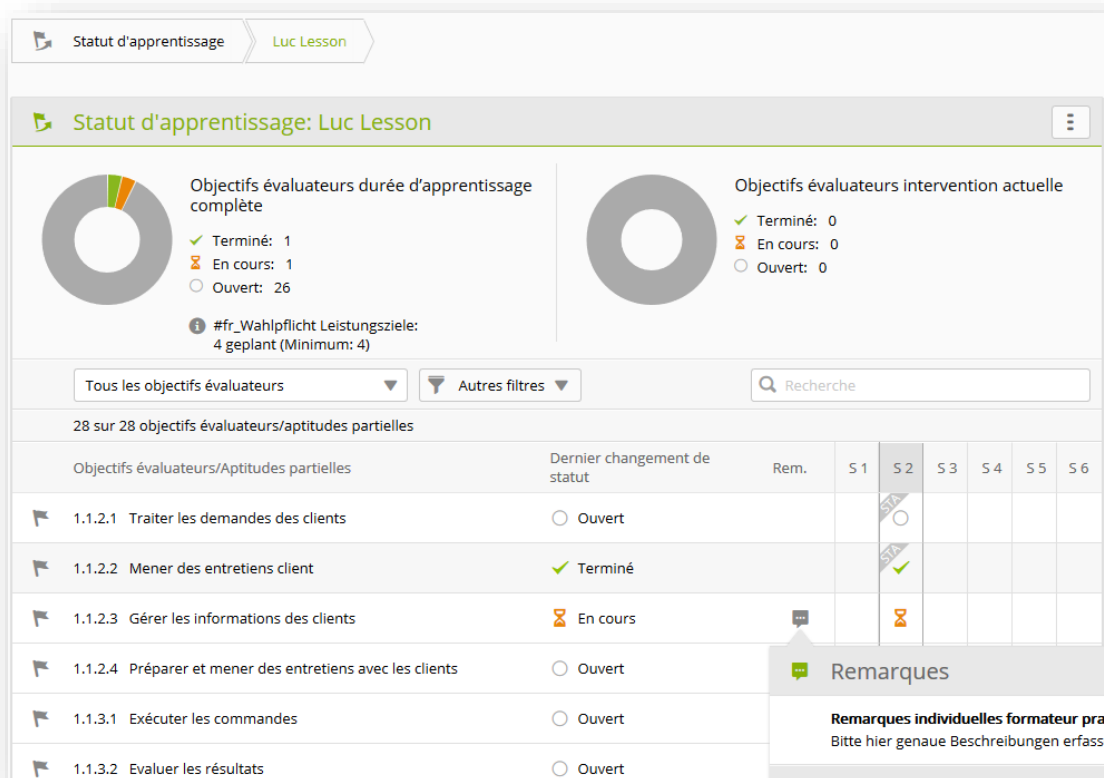 Statut d'apprentissage
Luc Lesson
Statut d'apprentissage: Luc Lesson
Objectifs évaluateurs durée d’apprentissage
complète
Terminé: 1
En cours: 1
Ouvert: 26
#fr_Wahlpflicht Leistungsziele:
4 geplant (Minimum: 4)
Objectifs évaluateurs intervention actuelle
Terminé: 0
En cours: 0
Ouvert: 0
Tous les objectifs évaluateurs
Autres filtres
Recherche
28 sur 28 objectifs évaluateurs/aptitudes partielles
Objectifs évaluateurs/Aptitudes partielles
Dernier changement de
statut
Rem.
S 1
S 2
S 3
S 4
S 5
S 6
1.1.2.1 Traiter les demandes des clients
Ouvert
STA
1.1.2.2 Mener des entretiens client
Terminé
STA
1.1.2.3 Gérer les informations des clients
En cours
1.1.2.4 Préparer et mener des entretiens avec les clients
Ouvert
Remarques
1.1.3.1 Exécuter les commandes
Ouvert
Remarques individuelles formateur pra
Bitte hier genaue Beschreibungen erfass
1.1.3.2 Evaluer les résultats
Ouvert